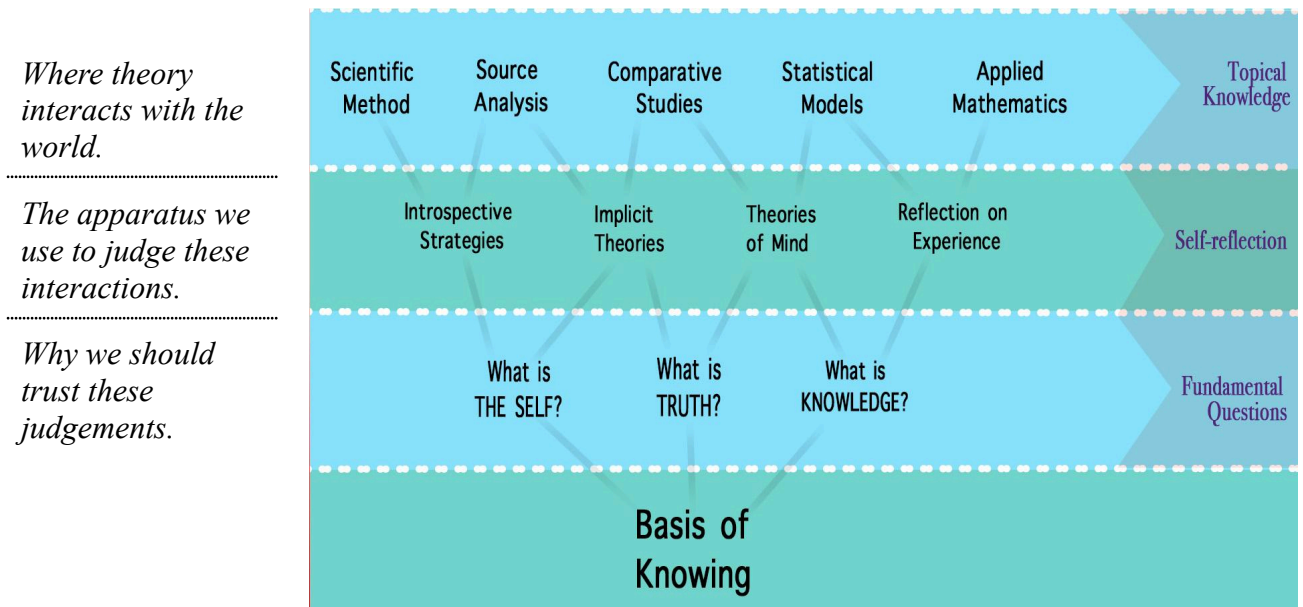 Where theory
interacts with the
world.
Scientific
Method
Source
Analysis
Comparative
Studies
Statistical
Models
Applied
Mathematics
Topical
Knowledge
The apparatus we
use to judge these
interactions.
Introspective
Strategies
Implicit
Theories
Theories
of Mind
Reflection on
Experience
Self-reflection
Why we should
trust these
judgements.
What is
THE SELF?
What is
TRUTH?
What is
KNOWLEDGE?
Fundamental
Questions
Basis of
Knowing